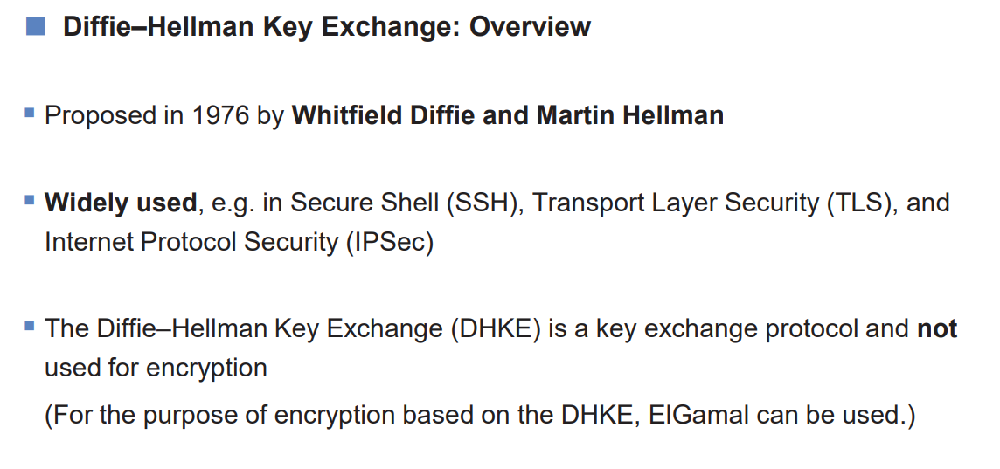 Diffie–Hellman Key Exchange: Overview
Proposed in 1976 by Whitfield Diffie and Martin Hellman
Widely used, e.g. in Secure Shell (SSH), Transport Layer Security (TLS), and
Internet Protocol Security (IPSec)
The Diffie–Hellman Key Exchange (DHKE) is a key exchange protocol and not
used for encryption
(For the purpose of encryption based on the DHKE, ElGamal can be used.)